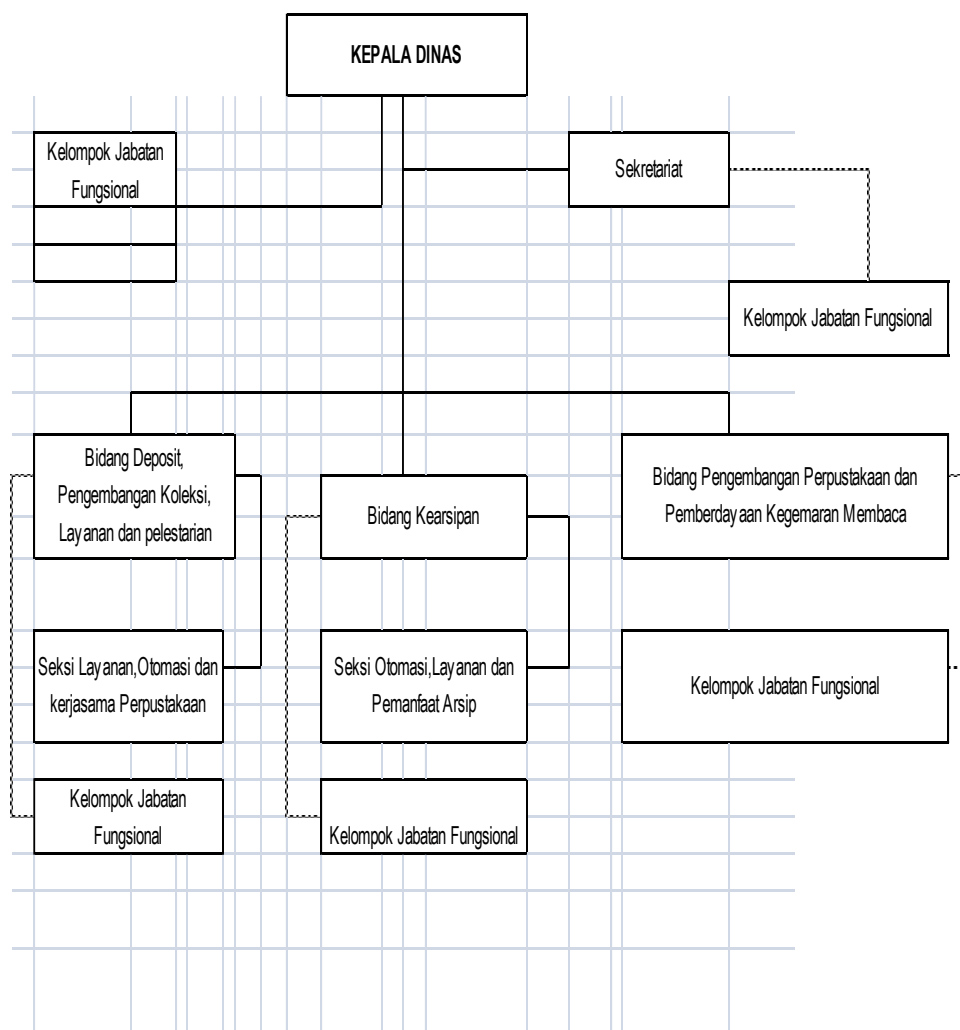 KEPALA DINAS
Kelompok Jabatan
Fungsional
Sekretariat
Kelompok Jabatan Fungsional
Bidang Deposit,
Pengembangan Koleksi,
Layanan dan pelestarian
Bidang Kearsipan
Bidang Pengembangan Perpustakaan dan
Pemberdayaan Kegemaran Membaca
Seksi Layanan,Otomasi dan
kerjasama Perpustakaan
Seksi Otomasi,Layanan dan
Pemanfaat Arsip
Kelompok Jabatan Fungsional
Kelompok Jabatan
Fungsional
Kelompok Jabatan Fungsional